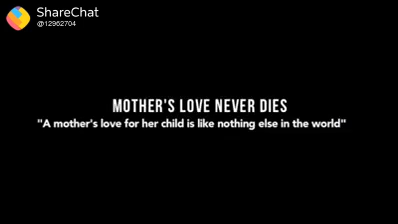 ShareChat
@12962704
MOTHER'S LOVE NEVER DIES
"A mother's love for her child is like nothing else in the world"